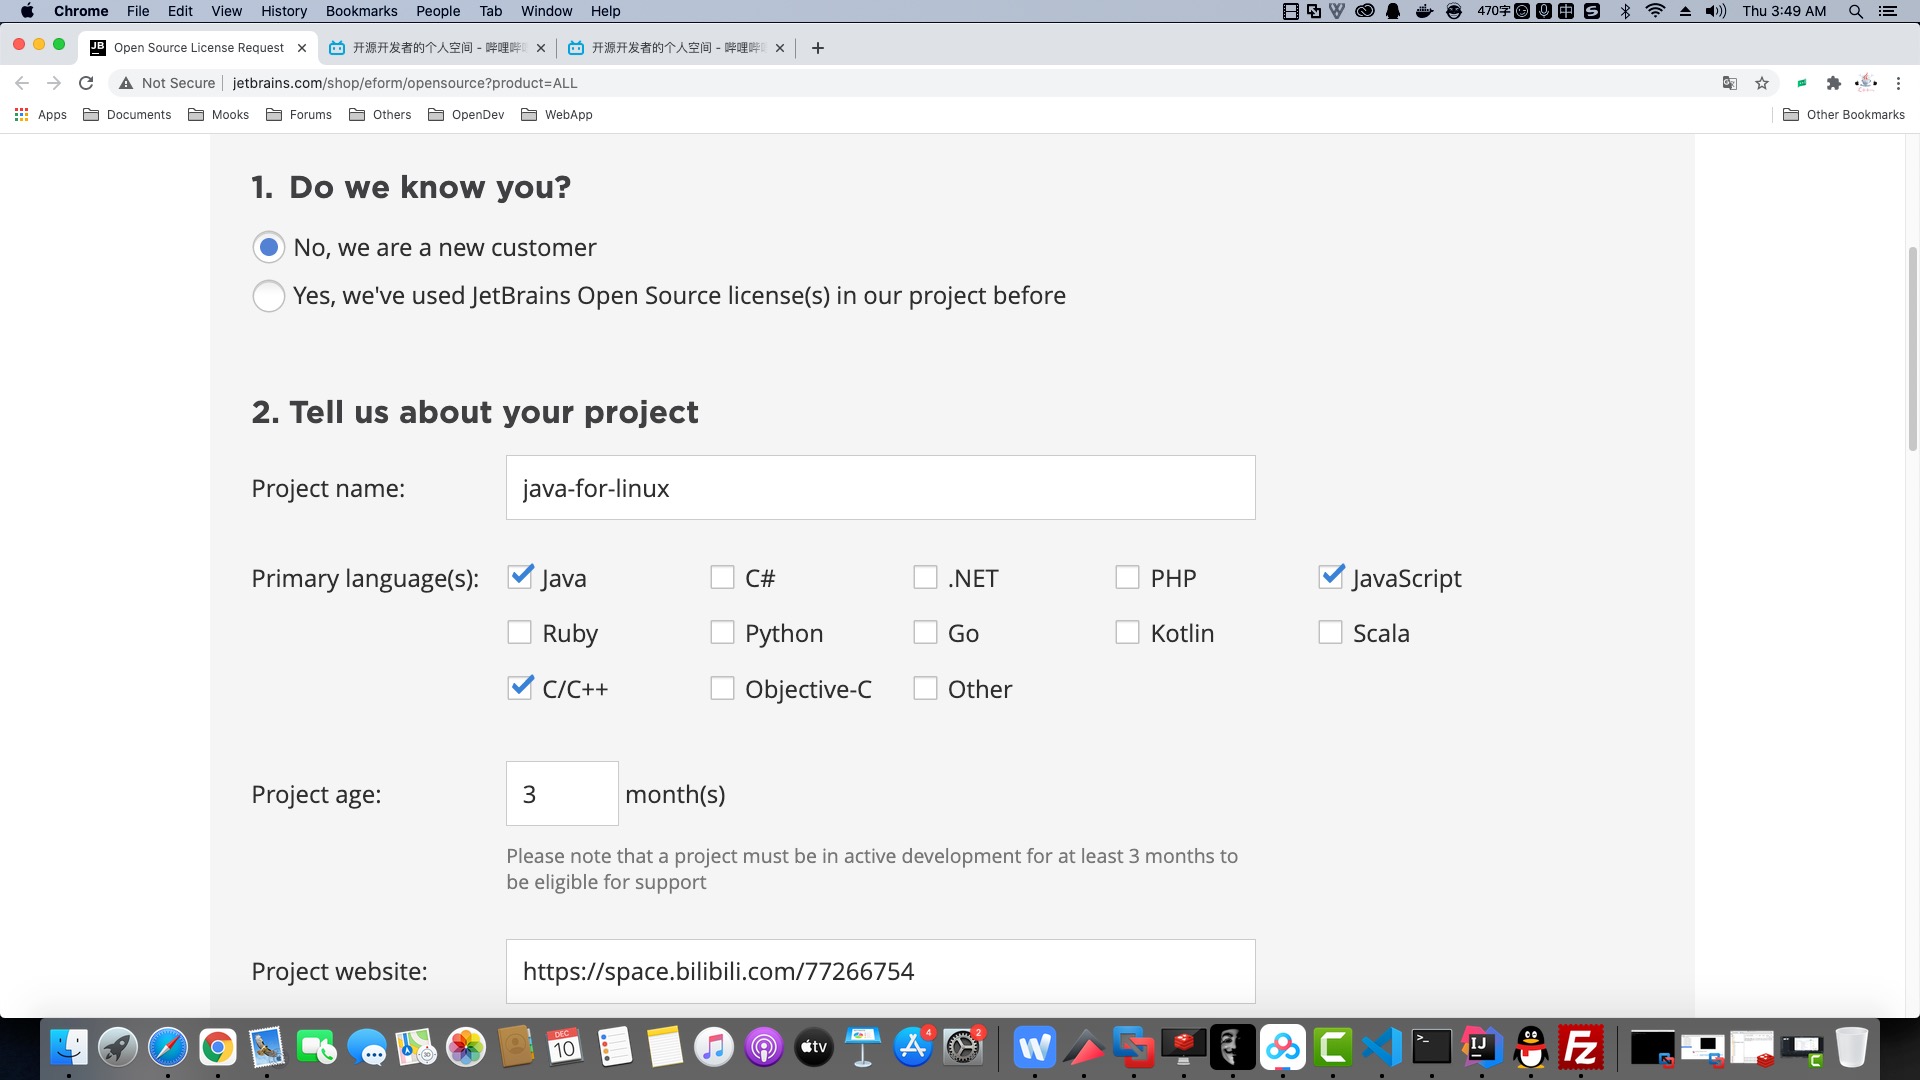 Chrome File Edit View History Bookmarks People Tab Window Help 470字 中 Thu 3:49 AM
Open Source License Request 开源开发者的个人空间 - 哔哩哔哩 开源开发者的个人空间 - 哔哩哔哩
Not Secure jetbrains.com/shop/eform/opensource?product=ALL
Apps Documents Mooks Forums Others OpenDev WebApp Other Bookmarks
1. Do we know you?
No, we are a new customer
Yes, we've used JetBrains Open Source license(s) in our project before
2. Tell us about your project
Project name: java-for-linux
Primary language(s): Java C# .NET PHP JavaScript
Ruby Python Go Kotlin Scala
C/C++ Objective-C Other
Project age: 3 month(s)
Please note that a project must be in active development for at least 3 months to
be eligible for support
Project website: https://space.bilibili.com/77266754
DEC 10 tv 4 2 W C IJ Fz